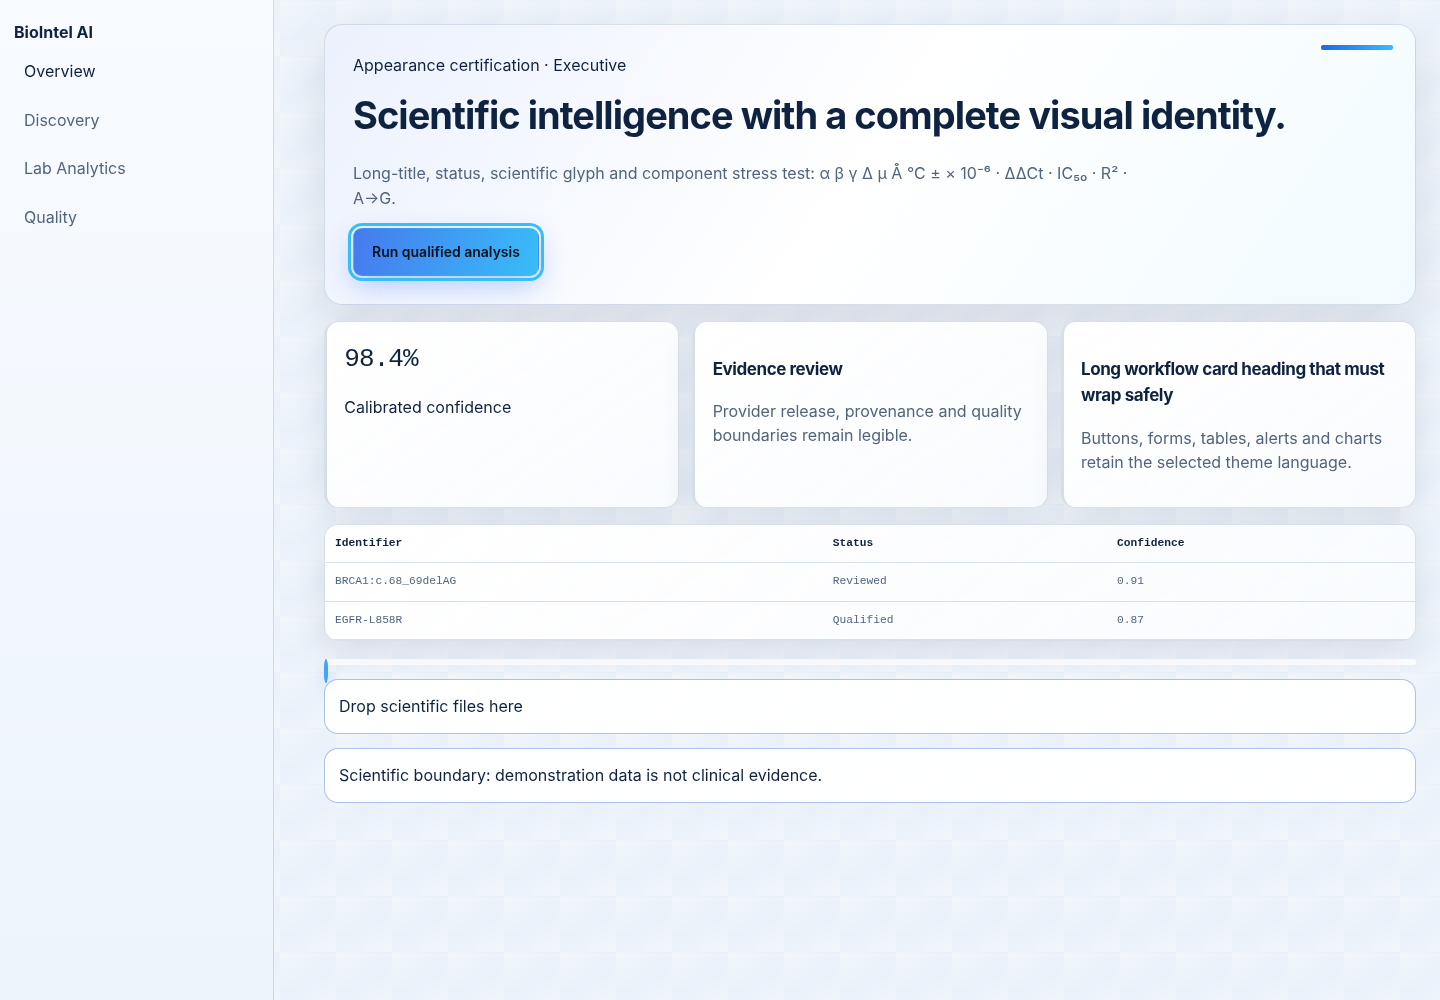 BioIntel AI
Overview
Discovery
Lab Analytics
Quality
Appearance certification · Executive
Scientific intelligence with a complete visual identity.
Long-title, status, scientific glyph and component stress test: α β γ Δ μ Å °C ± × 10⁻⁶ · ΔΔCt · IC₅₀ · R² ·
A→G.
Run qualified analysis
98.4%
Calibrated confidence
Evidence review
Provider release, provenance and quality
boundaries remain legible.
Long workflow card heading that must
wrap safely
Buttons, forms, tables, alerts and charts
retain the selected theme language.
Identifier Status Confidence
BRCA1:c.68_69delAG Reviewed 0.91
EGFR-L858R Qualified 0.87
Drop scientific files here
Scientific boundary: demonstration data is not clinical evidence.